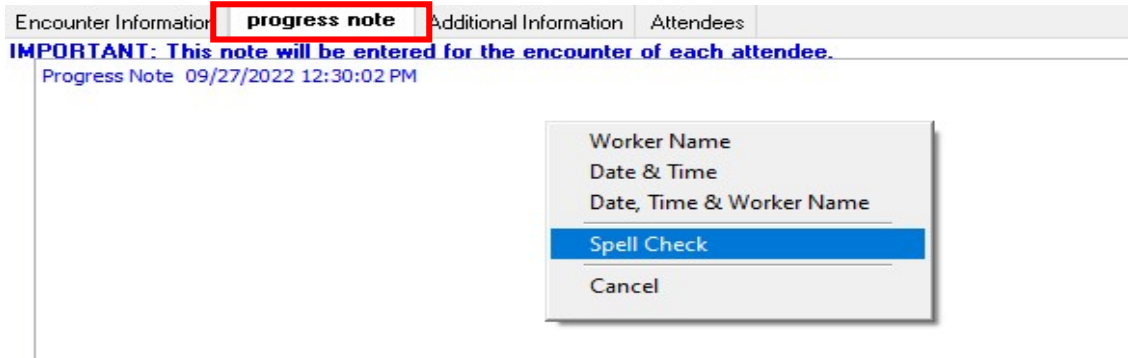 Encounter Information progress note Additional Information Attendees
IMPORTANT: This note will be entered for the encounter of each attendee.
Progress Note 09/27/2022 12:30:02 PM
Worker Name
Date & Time
Date, Time & Worker Name
Spell Check
Cancel